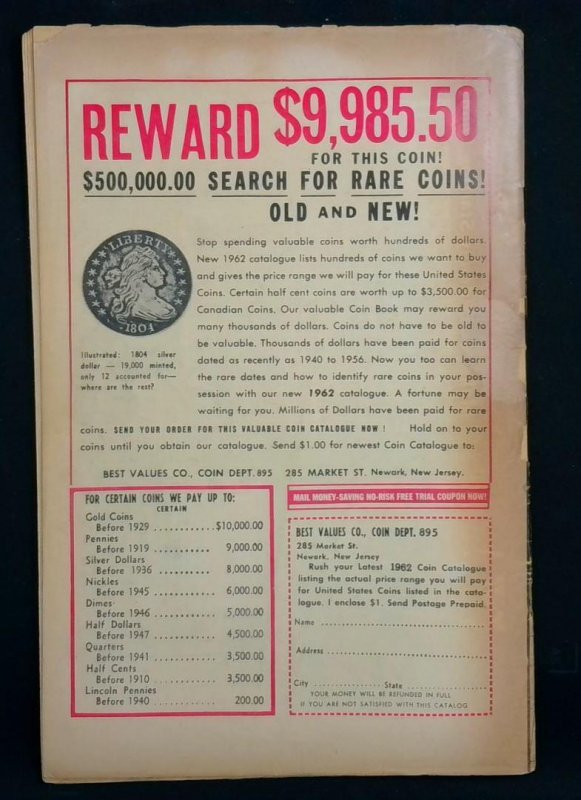 REWARD $9,985.50
FOR THIS COIN!
$500,000.00 SEARCH FOR RARE COINS!
OLD AND NEW!
LIBERTY
1804
Illustrated: 1804 silver
dollar — 19,000 minted,
only 12 accounted for—
where are the rest?
Stop spending valuable coins worth hundreds of dollars.
New 1962 catalogue lists hundreds of coins we want to buy
and gives the price range we will pay for these United States
Coins. Certain half cent coins are worth up to $3,500.00 for
Canadian Coins. Our valuable Coin Book may reward you
many thousands of dollars. Coins do not have to be old to
be valuable. Thousands of dollars have been paid for coins
dated as recently as 1940 to 1956. Now you too can learn
the rare dates and how to identify rare coins in your pos-
session with our new 1962 catalogue. A fortune may be
waiting for you. Millions of Dollars have been paid for rare
coins. SEND YOUR ORDER FOR THIS VALUABLE COIN CATALOGUE NOW ! Hold on to your
coins until you obtain our catalogue. Send $1.00 for newest Coin Catalogue to:
BEST VALUES CO., COIN DEPT. 895 285 MARKET ST. Newark, New Jersey.
FOR CERTAIN COINS WE PAY UP TO:
CERTAIN
Gold Coins
Before 1929 ............$10,000.00
Pennies
Before 1919 ............ 9,000.00
Silver Dollars
Before 1936 ............ 8,000.00
Nickles
Before 1945 ............ 6,000.00
Dimes
Before 1946 ............ 5,000.00
Half Dollars
Before 1947 ............ 4,500.00
Quarters
Before 1941 ............ 3,500.00
Half Cents
Before 1910 ............ 3,500.00
Lincoln Pennies
Before 1940 ............ 200.00
MAIL MONEY-SAVING NO-RISK FREE TRIAL COUPON NOW!
BEST VALUES CO., COIN DEPT. 895
285 Market St.
Newark, New Jersey
Rush your Latest 1962 Coin Catalogue
listing the actual price range you will pay
for United States Coins listed in the cata-
logue. I enclose $1. Send Postage Prepaid.
Name
Address
City State
YOUR MONEY WILL BE REFUNDED IN FULL
IF YOU ARE NOT SATISFIED WITH THIS CATALOG